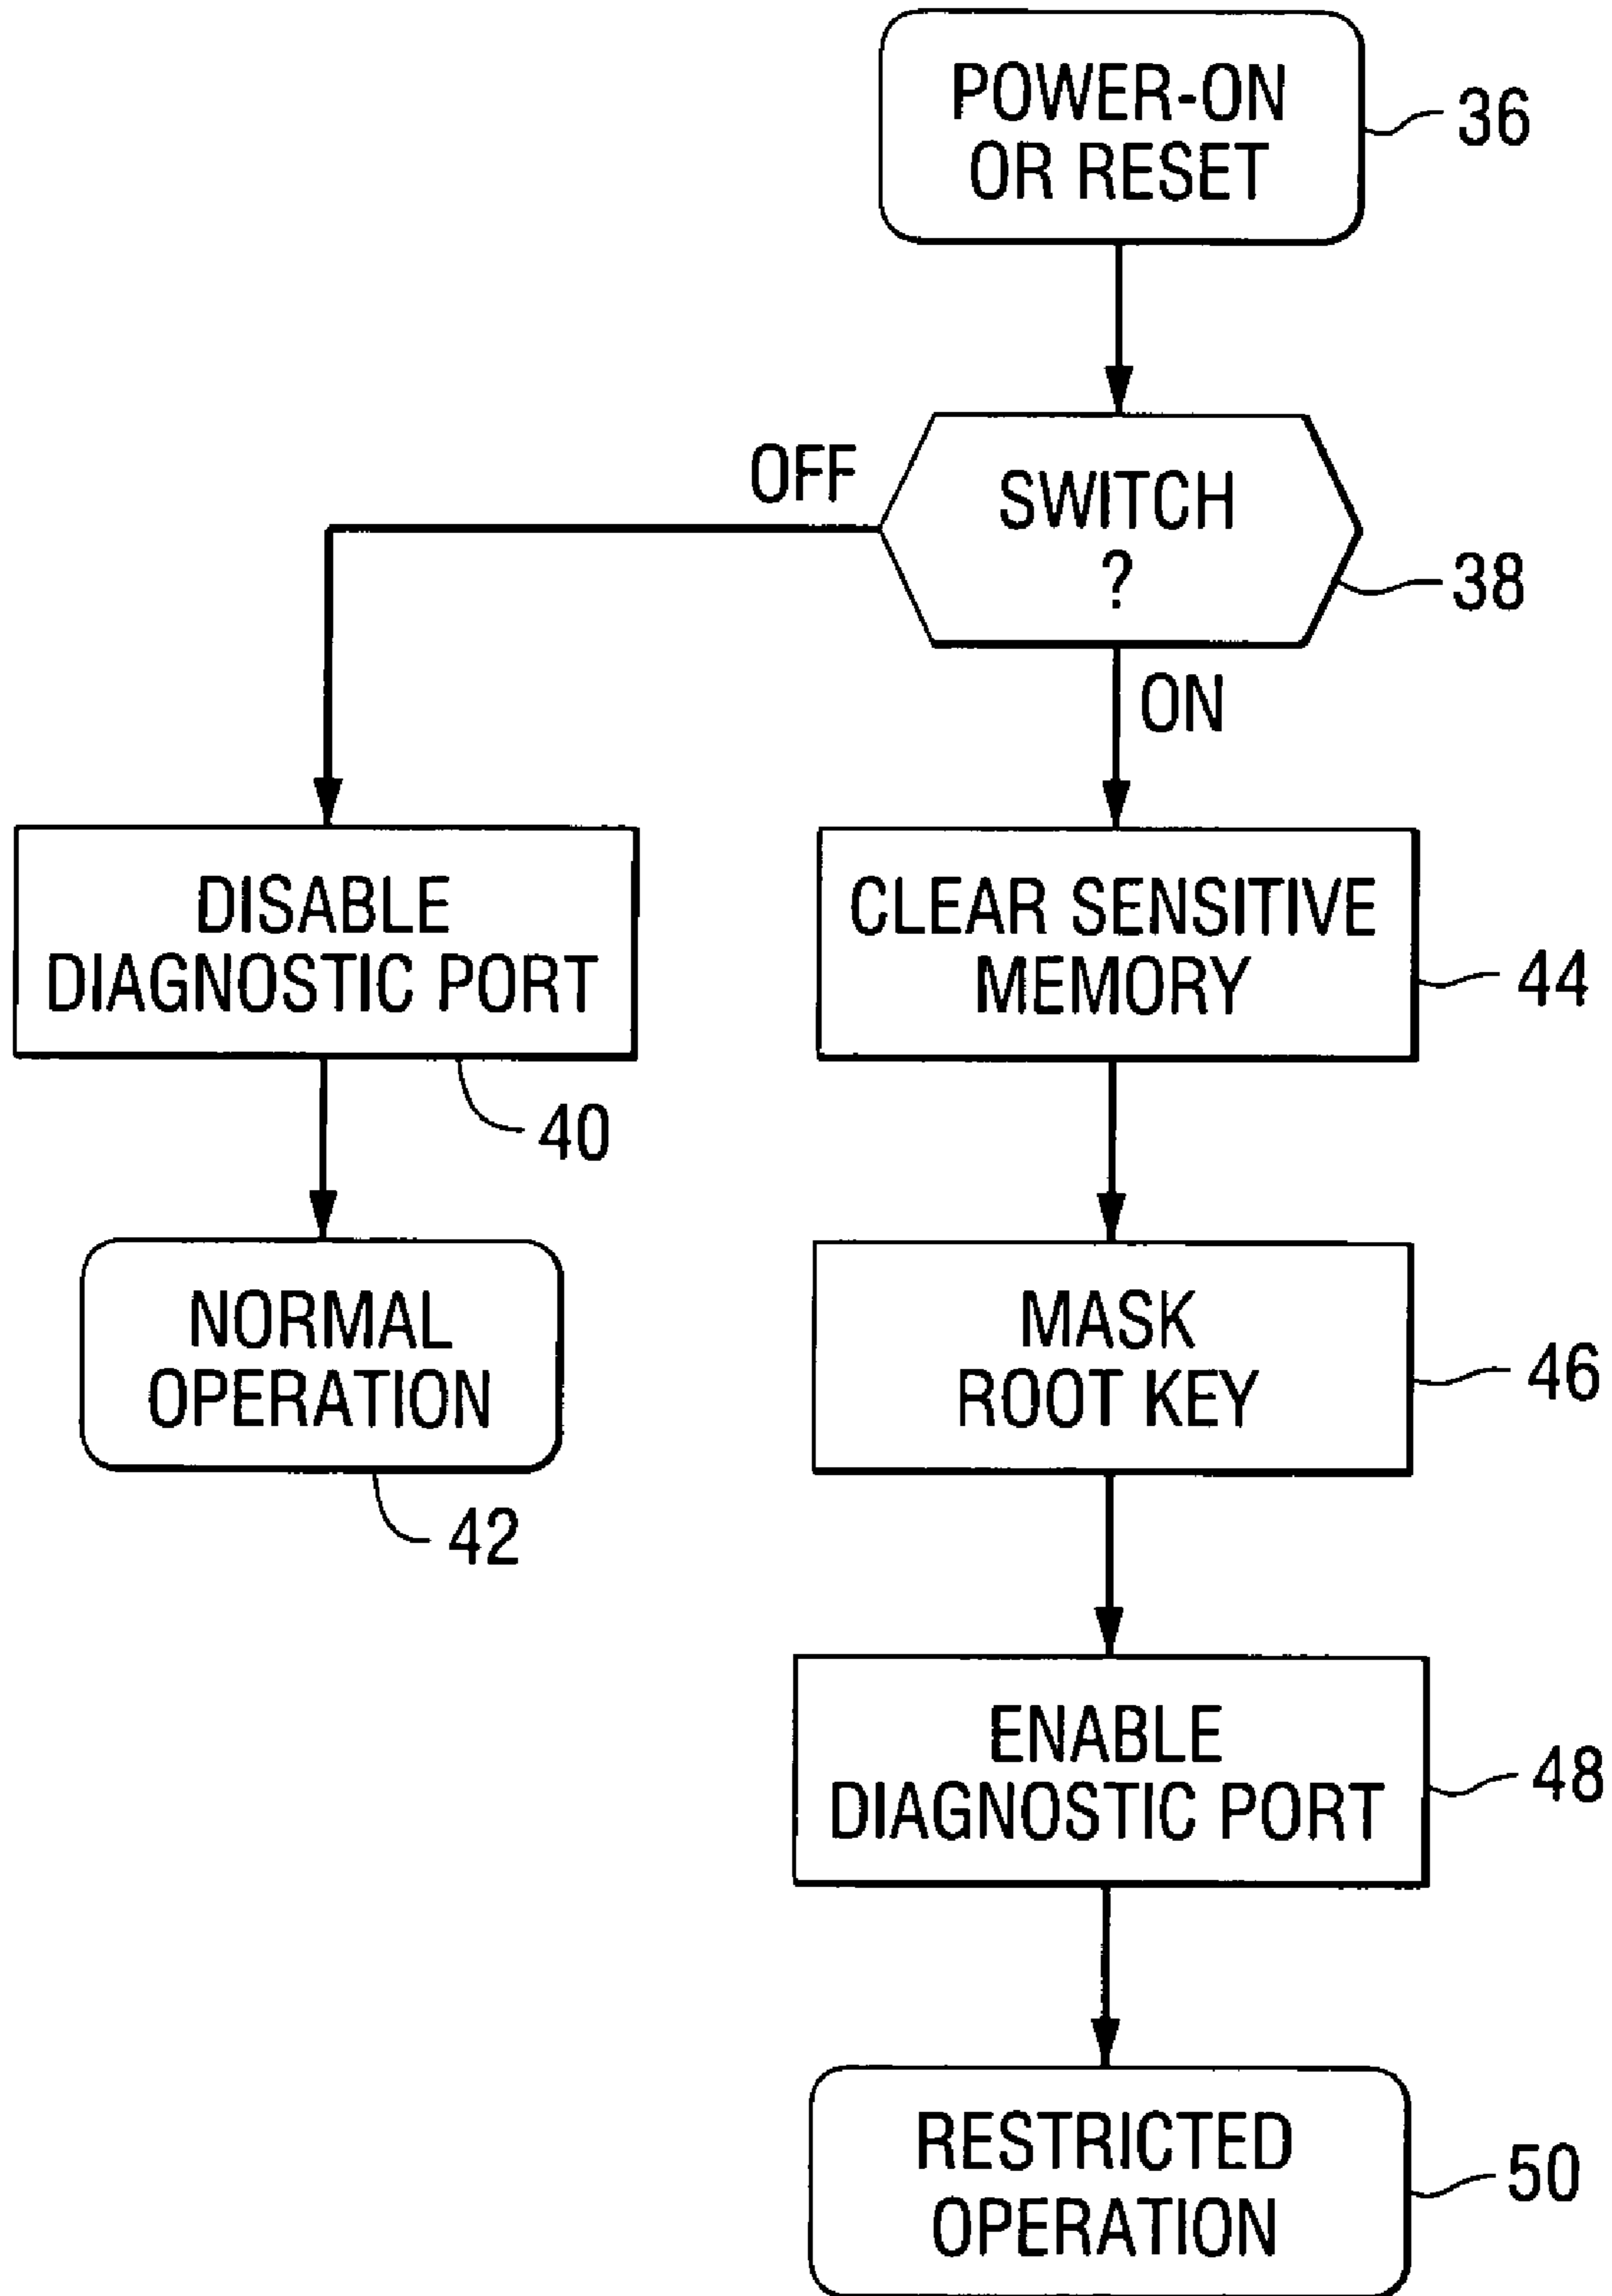 POWER-ON
OR RESET
36
OFF
SWITCH
?
38
ON
DISABLE
DIAGNOSTIC PORT
40
CLEAR SENSITIVE
MEMORY
44
NORMAL
OPERATION
42
MASK
ROOT KEY
46
ENABLE
DIAGNOSTIC PORT
48
RESTRICTED
OPERATION
50